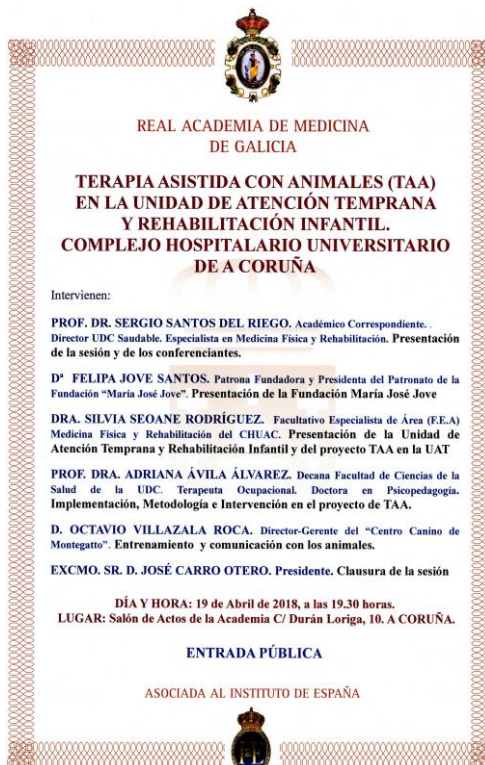 REAL ACADEMIA DE MEDICINA
DE GALICIA
TERAPIA ASISTIDA CON ANIMALES (TAA)
EN LA UNIDAD DE ATENCIÓN TEMPRANA
Y REHABILITACIÓN INFANTIL.
COMPLEJO HOSPITALARIO UNIVERSITARIO
DE A CORUÑA
Intervienen:
PROF. DR. SERGIO SANTOS DEL RIEGO. Académico Correspondiente. .
Director UDC Saudable. Especialista en Medicina Física y Rehabilitación. Presentación
de la sesión y de los conferenciantes.
Dª FELIPA JOVE SANTOS. Patrona Fundadora y Presidenta del Patronato de la
Fundación “María José Jove”. Presentación de la Fundación María José Jove
DRA. SILVIA SEOANE RODRÍGUEZ. Facultativo Especialista de Área (F.E.A)
Medicina Física y Rehabilitación del CHUAC. Presentación de la Unidad de
Atención Temprana y Rehabilitación Infantil y del proyecto TAA en la UAT
PROF. DRA. ADRIANA ÁVILA ÁLVAREZ. Decana Facultad de Ciencias de la
Salud de la UDC. Terapeuta Ocupacional. Doctora en Psicopedagogía.
Implementación, Metodología e Intervención en el proyecto de TAA.
D. OCTAVIO VILLAZALA ROCA. Director-Gerente del “Centro Canino de
Montegatto”. Entrenamiento y comunicación con los animales.
EXCMO. SR. D. JOSÉ CARRO OTERO. Presidente. Clausura de la sesión
DÍA Y HORA: 19 de Abril de 2018, a las 19.30 horas.
LUGAR: Salón de Actos de la Academia C/ Durán Loriga, 10. A CORUÑA.
ENTRADA PÚBLICA
ASOCIADA AL INSTITUTO DE ESPAÑA